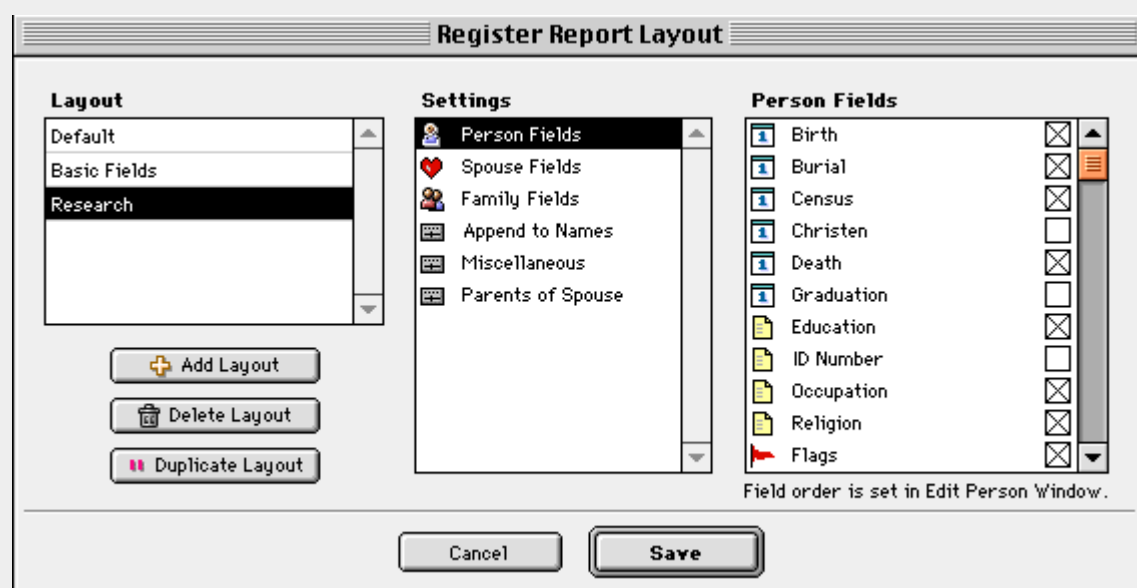 Register Report Layout
Layout
Default
Basic Fields
Research
Add Layout
Delete Layout
Duplicate Layout
Settings
Person Fields
Spouse Fields
Family Fields
Append to Names
Miscellaneous
Parents of Spouse
Person Fields
Birth
Burial
Census
Christen
Death
Graduation
Education
ID Number
Occupation
Religion
Flags
Field order is set in Edit Person Window.
Cancel
Save